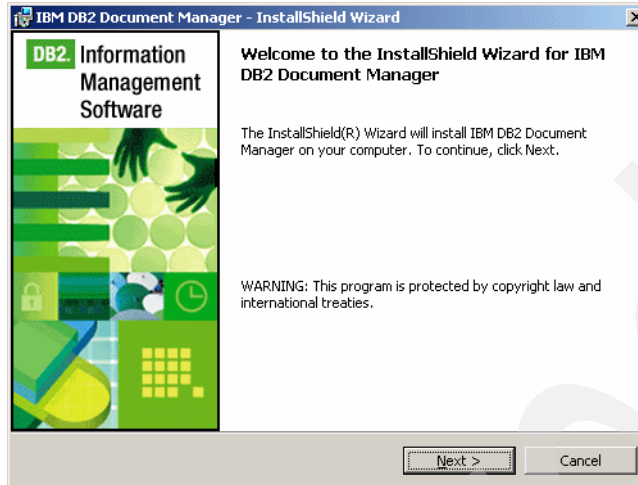 IBM DB2 Document Manager - InstallShield Wizard
DB2. Information
Management
Software
Welcome to the InstallShield Wizard for IBM
DB2 Document Manager
The InstallShield(R) Wizard will install IBM DB2 Document
Manager on your computer. To continue, click Next.
WARNING: This program is protected by copyright law and
international treaties.
Next >
Cancel